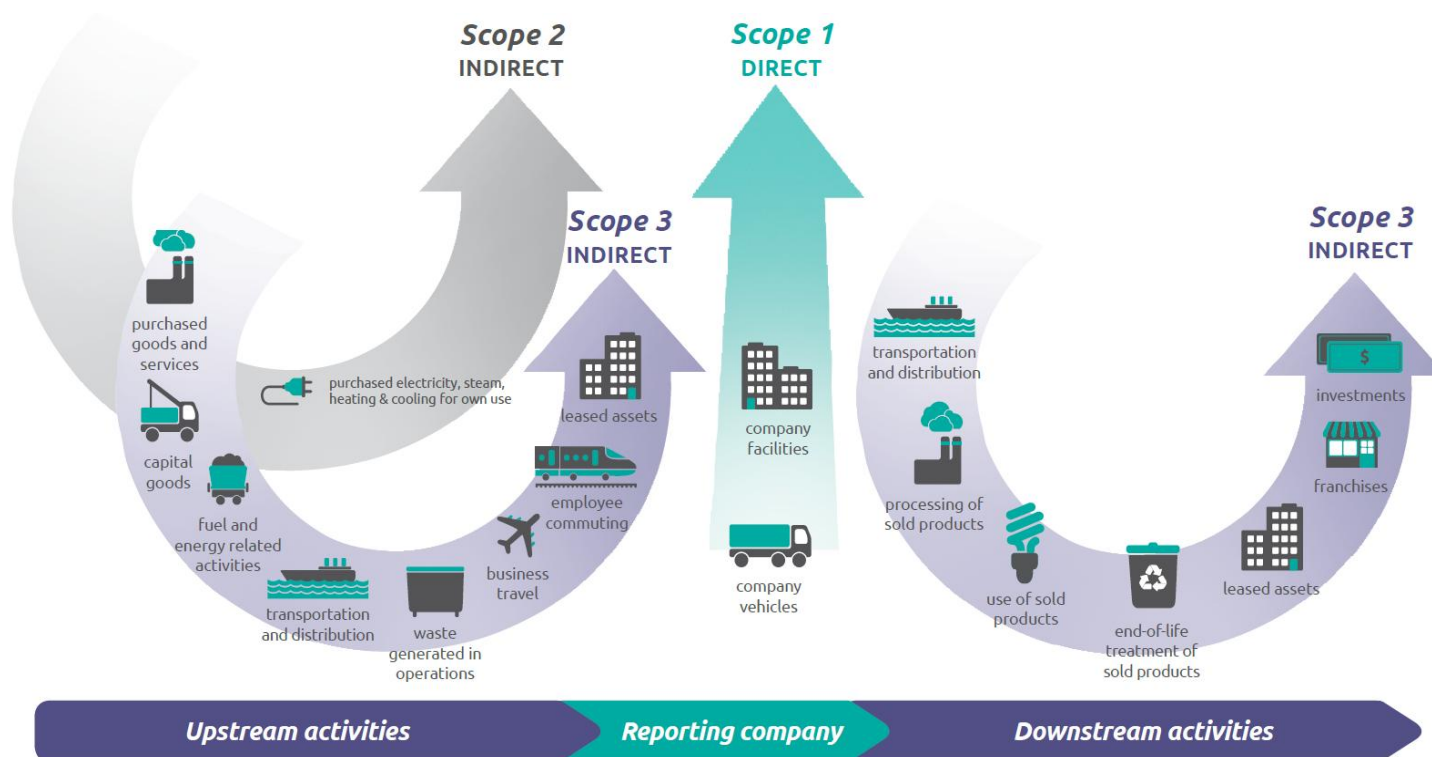 Scope 2
INDIRECT
Scope 1
DIRECT
Scope 3
INDIRECT
Scope 3
INDIRECT
purchased
goods and
services
capital
goods
fuel and
energy related
activities
transportation
and distribution
waste
generated in
operations
business
travel
employee
commuting
leased assets
purchased electricity, steam,
heating & cooling for own use
company
facilities
company
vehicles
transportation
and distribution
processing of
sold products
use of sold
products
end-of-life
treatment of
sold products
leased assets
franchises
$
investments
Upstream activities
Reporting company
Downstream activities